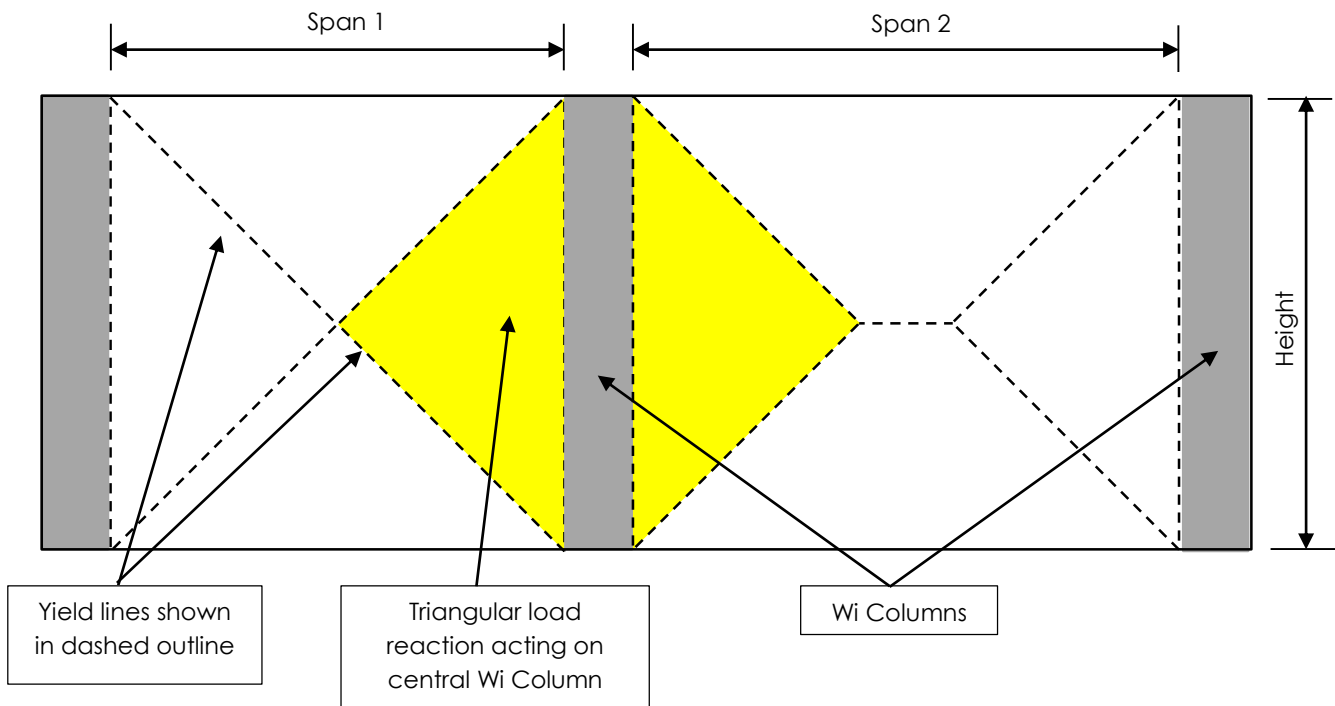 Span 1
Span 2
Height
Yield lines shown
in dashed outline
Triangular load
reaction acting on
central Wi Column
Wi Columns